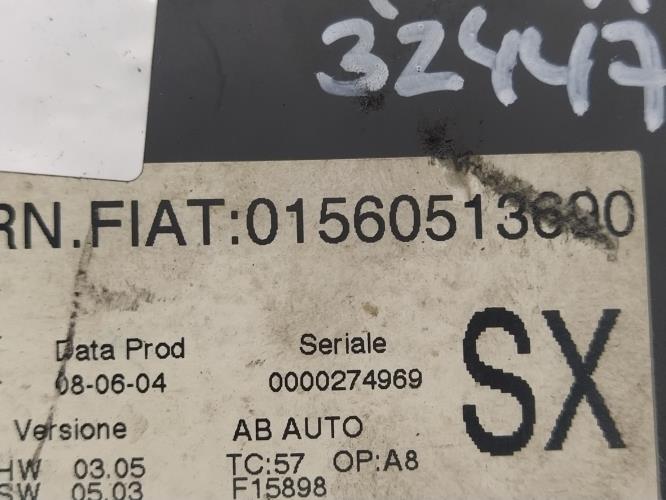 32447
RN.FIAT:01560513690
Data Prod Seriale
08-06-04 0000274969
SX
Versione AB AUTO
HW 03.05 TC:57 OP:A8
SW 05.03 F15898